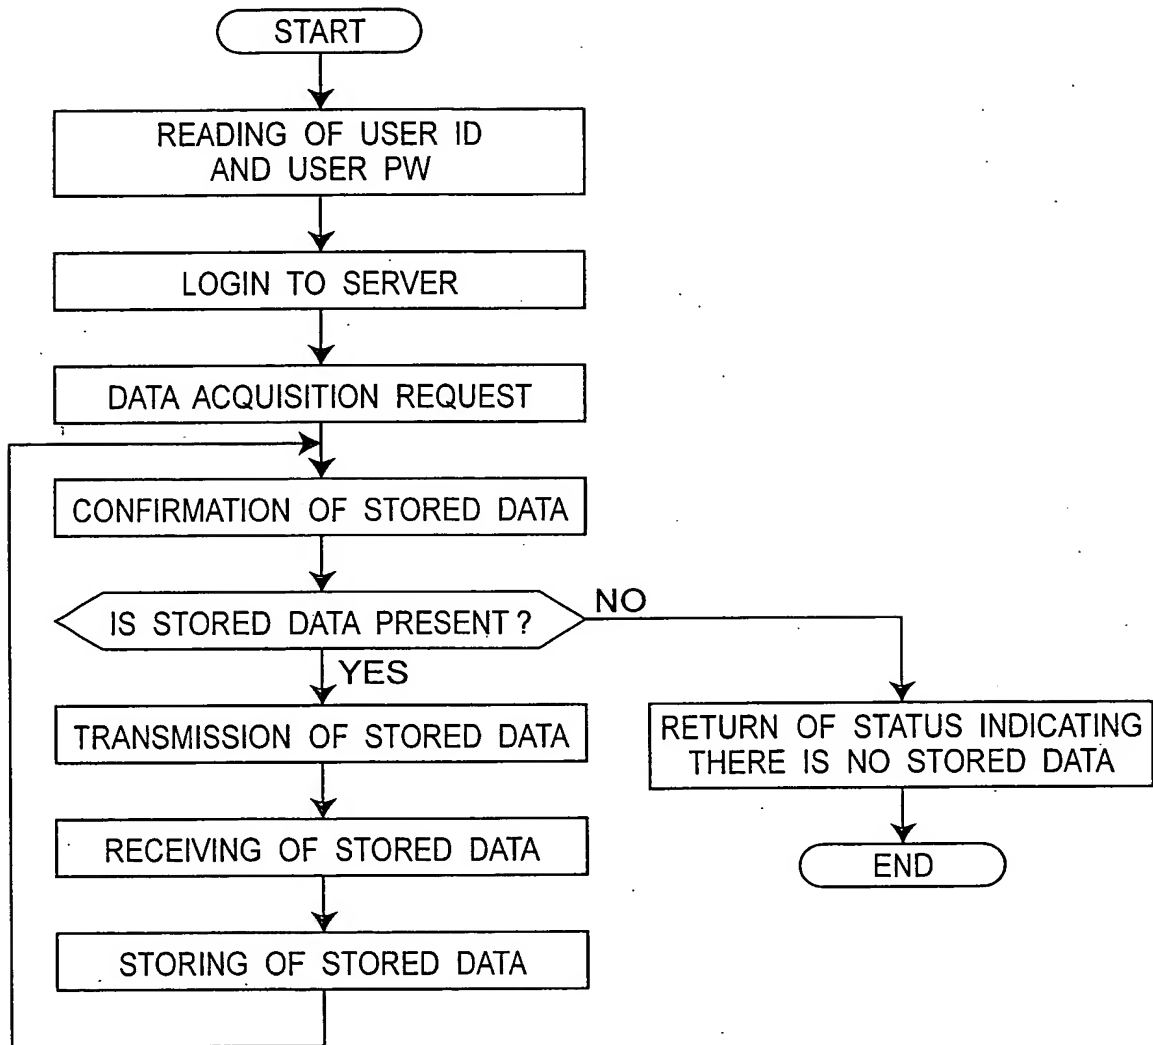 START
READING OF USER ID
AND USER PW
LOGIN TO SERVER
DATA ACQUISITION REQUEST
CONFIRMATION OF STORED DATA
IS STORED DATA PRESENT?
NO
YES
TRANSMISSION OF STORED DATA
RETURN OF STATUS INDICATING
THERE IS NO STORED DATA
RECEIVING OF STORED DATA
END
STORING OF STORED DATA